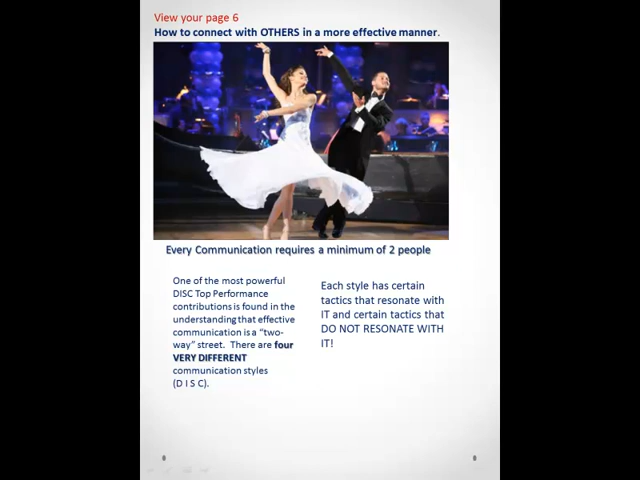 View your page 6
How to connect with OTHERS in a more effective manner.
Every Communication requires a minimum of 2 people
One of the most powerful
DISC Top Performance
contributions is found in the
understanding that effective
communication is a “two-
way” street. There are four
VERY DIFFERENT
communication styles
(D I S C).
Each style has certain
tactics that resonate with
IT and certain tactics that
DO NOT RESONATE WITH
IT!